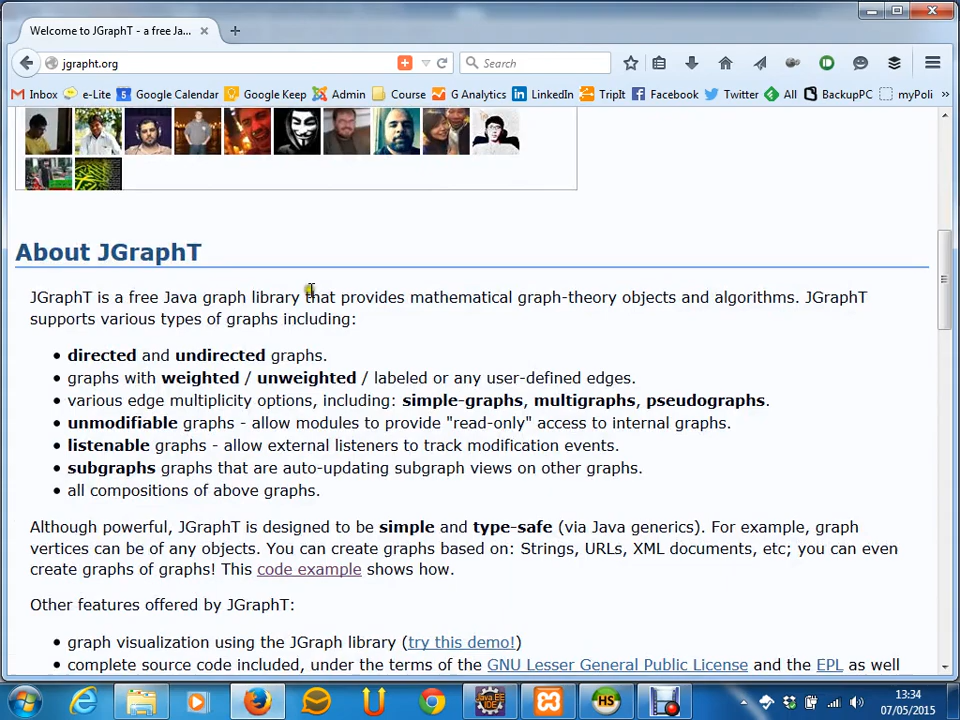 Welcome to JGraphT - a free Ja...
jgrapht.org
Search
Inbox e-Lite Google Calendar Google Keep Admin Course G Analytics LinkedIn TripIt Facebook Twitter All BackupPC myPoli »
About JGraphT
JGraphT is a free Java graph library that provides mathematical graph-theory objects and algorithms. JGraphT
supports various types of graphs including:
• directed and undirected graphs.
• graphs with weighted / unweighted / labeled or any user-defined edges.
• various edge multiplicity options, including: simple-graphs, multigraphs, pseudographs.
• unmodifiable graphs - allow modules to provide "read-only" access to internal graphs.
• listenable graphs - allow external listeners to track modification events.
• subgraphs graphs that are auto-updating subgraph views on other graphs.
• all compositions of above graphs.
Although powerful, JGraphT is designed to be simple and type-safe (via Java generics). For example, graph
vertices can be of any objects. You can create graphs based on: Strings, URLs, XML documents, etc; you can even
create graphs of graphs! This code example shows how.
Other features offered by JGraphT:
• graph visualization using the JGraph library (try this demo!)
• complete source code included, under the terms of the GNU Lesser General Public License and the EPL as well
Java EE
IDE
HS
13:34
07/05/2015